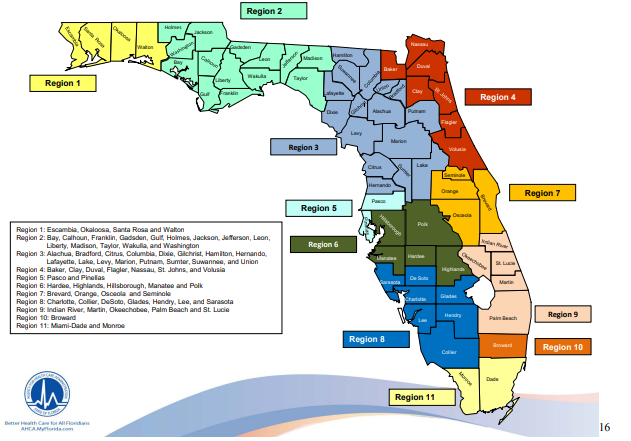 Region 2
Holmes
Jackson
Okaloosa
Santa Rosa
Escambia
Walton
Washington
Bay
Calhoun
Gadsden
Leon
Jefferson
Madison
Liberty
Wakulla
Taylor
Gulf
Franklin
Region 1
Hamilton
Suwannee
Columbia
Baker
Nassau
Duval
Lafayette
Union
Bradford
Clay
St. Johns
Region 4
Dixie
Gilchrist
Alachua
Putnam
Flagler
Levy
Marion
Volusia
Region 3
Citrus
Sumter
Lake
Seminole
Hernando
Orange
Brevard
Region 7
Pasco
Region 5
Hillsborough
Polk
Osceola
Region 6
Indian River
Manatee
Hardee
Okeechobee
St. Lucie
Highlands
Sarasota
De Soto
Martin
Charlotte
Glades
Lee
Hendry
Palm Beach
Region 9
Region 8
Collier
Broward
Region 10
Monroe
Dade
Region 11
Region 1: Escambia, Okaloosa, Santa Rosa and Walton
Region 2: Bay, Calhoun, Franklin, Gadsden, Gulf, Holmes, Jackson, Jefferson, Leon,
Liberty, Madison, Taylor, Wakulla, and Washington
Region 3: Alachua, Bradford, Citrus, Columbia, Dixie, Gilchrist, Hamilton, Hernando,
Lafayette, Lake, Levy, Marion, Putnam, Sumter, Suwannee, and Union
Region 4: Baker, Clay, Duval, Flagler, Nassau, St. Johns, and Volusia
Region 5: Pasco and Pinellas
Region 6: Hardee, Highlands, Hillsborough, Manatee and Polk
Region 7: Brevard, Orange, Osceola and Seminole
Region 8: Charlotte, Collier, DeSoto, Glades, Hendry, Lee, and Sarasota
Region 9: Indian River, Martin, Okeechobee, Palm Beach and St. Lucie
Region 10: Broward
Region 11: Miami-Dade and Monroe
Better Health Care for All Floridians
AHCA.MyFlorida.com
16